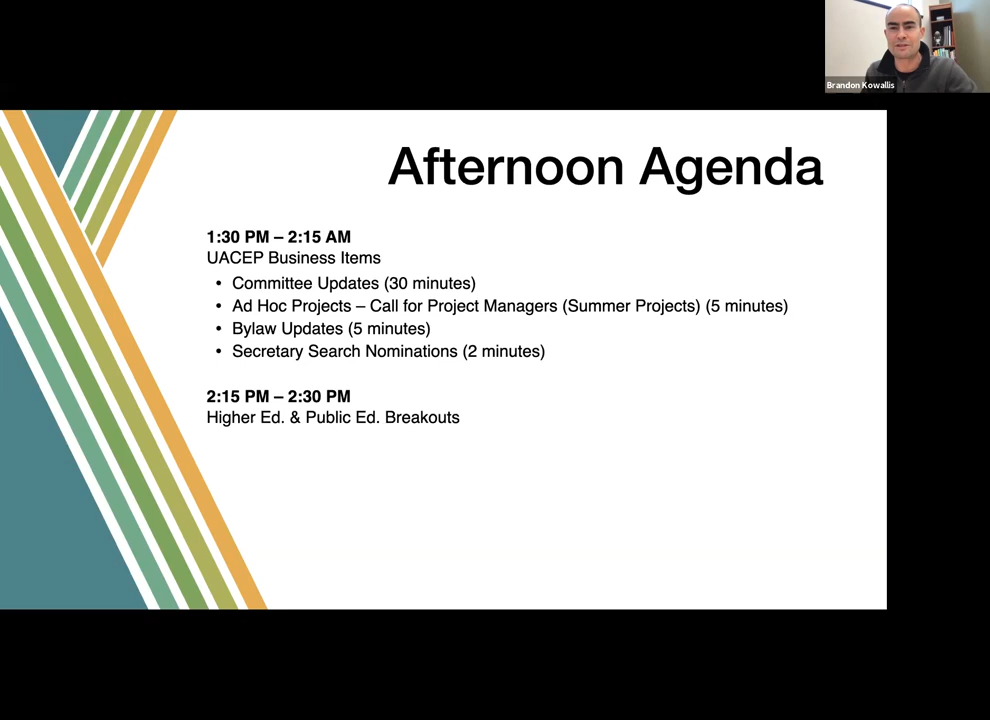 Brandon Kowallis
Afternoon Agenda
1:30 PM – 2:15 AM
UACEP Business Items
• Committee Updates (30 minutes)
• Ad Hoc Projects – Call for Project Managers (Summer Projects) (5 minutes)
• Bylaw Updates (5 minutes)
• Secretary Search Nominations (2 minutes)
2:15 PM – 2:30 PM
Higher Ed. & Public Ed. Breakouts